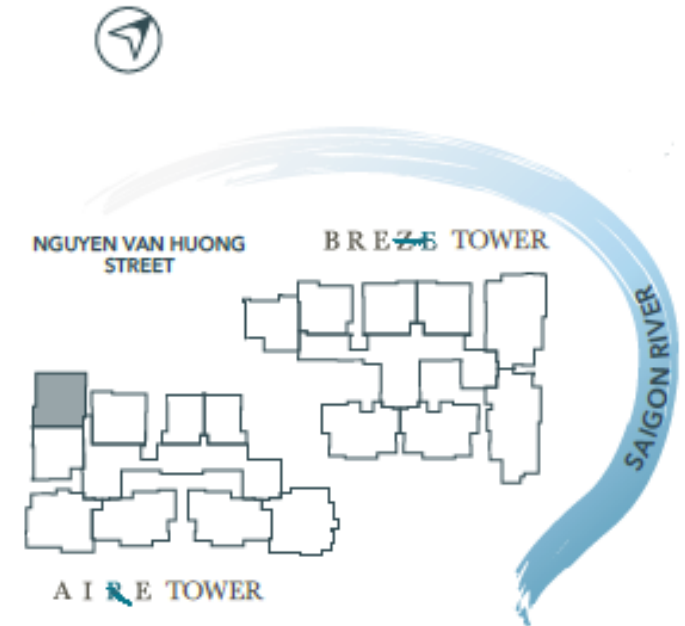 NGUYEN VAN HUONG
STREET
BREZE TOWER
SAIGON RIVER
AIRE TOWER